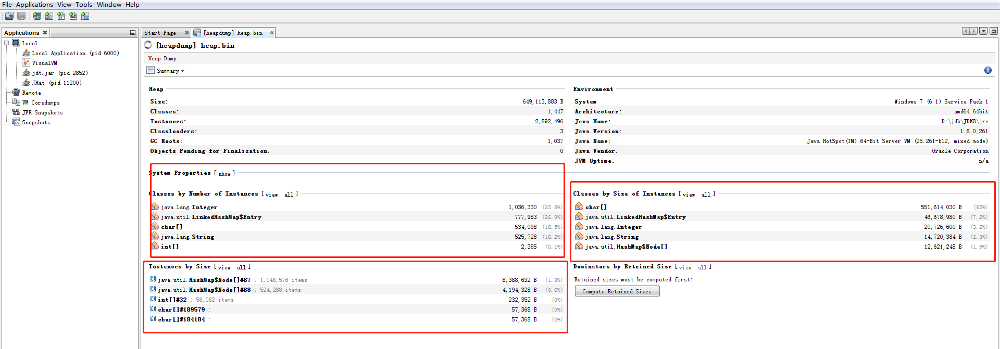 File Applications View Tools Window Help
Applications
Local
Local Application (pid 6000)
VisualVM
jdt.jar (pid 2852)
JHat (pid 11200)
Remote
VM Coredumps
JFR Snapshots
Snapshots
Start Page
[heapdump] heap.bin
[heapdump] heap.bin
Heap Dump
Summary
Heap
Size: 649,113,883 B
Classes: 1,447
Instances: 2,892,496
Classloaders: 3
GC Roots: 1,037
Objects Pending for Finalization: 0
Environment
System Windows 7 (6.1) Service Pack 1
Architecture: amd64 64bit
Java Home: D:\jdk\JDK8\jre
Java Version: 1.8.0_261
Java Name: Java HotSpot(TM) 64-Bit Server VM (25.261-b12, mixed mode)
Java Vendor: Oracle Corporation
JVM Uptime: n/a
System Properties [show]
Classes by Number of Instances [view all]
java.lang.Integer 1,036,330 (35.8%)
java.util.LinkedHashMap$Entry 777,983 (26.9%)
char[] 534,098 (18.5%)
java.lang.String 525,728 (18.2%)
int[] 2,395 (0.1%)
Classes by Size of Instances [view all]
char[] 551,614,030 B (85%)
java.util.LinkedHashMap$Entry 46,678,980 B (7.2%)
java.lang.Integer 20,726,600 B (3.2%)
java.lang.String 14,720,384 B (2.3%)
java.util.HashMap$Node[] 12,621,248 B (1.9%)
Instances by Size [view all]
java.util.HashMap$Node[]#87 : 1,048,576 items 8,388,632 B (1.3%)
java.util.HashMap$Node[]#88 : 524,288 items 4,194,328 B (0.6%)
int[]#32 : 58,082 items 232,352 B (0%)
char[]#189579 : 57,368 B (0%)
char[]#184184 : 57,368 B (0%)
Dominators by Retained Size [view all]
Retained sizes must be computed first:
Compute Retained Sizes